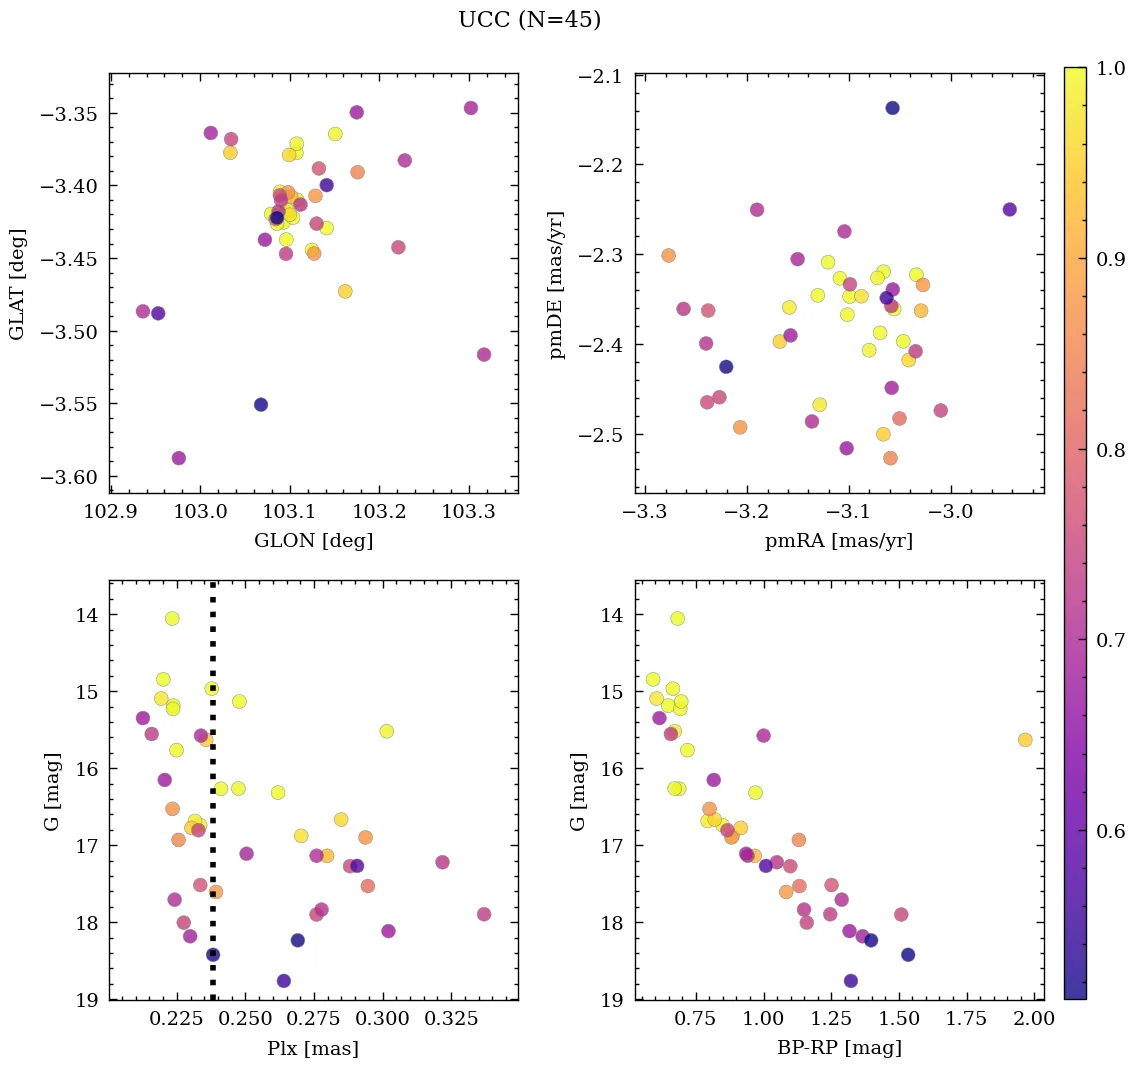 UCC (N=45)
−3.35
−3.40
−3.45
−3.50
−3.55
−3.60
GLAT [deg]
102.9 103.0 103.1 103.2 103.3
GLON [deg]
−2.1
−2.2
−2.3
−2.4
−2.5
pmDE [mas/yr]
−3.3 −3.2 −3.1 −3.0
pmRA [mas/yr]
14
15
16
17
18
19
G [mag]
0.225 0.250 0.275 0.300 0.325
Plx [mas]
14
15
16
17
18
19
G [mag]
0.75 1.00 1.25 1.50 1.75 2.00
BP-RP [mag]
1.0
0.9
0.8
0.7
0.6